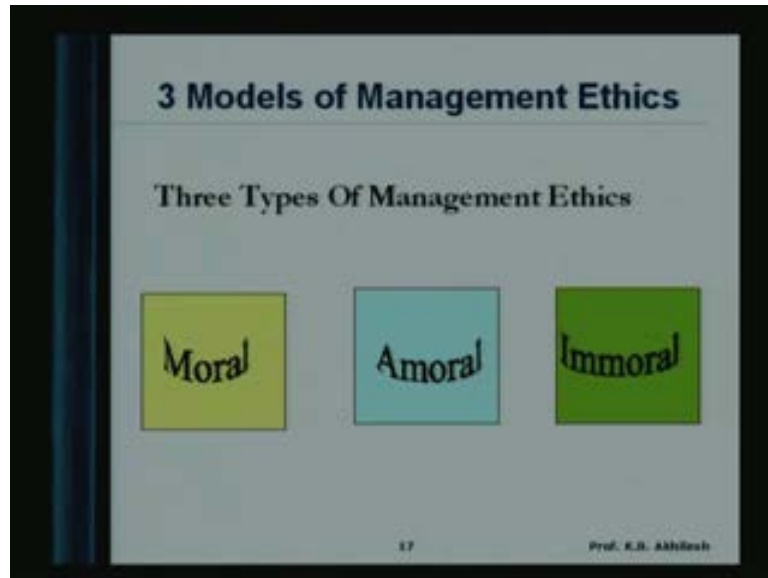 3 Models of Management Ethics
Three Types Of Management Ethics
Moral Amoral Immoral
17 Prof. K.B. Akhilesh